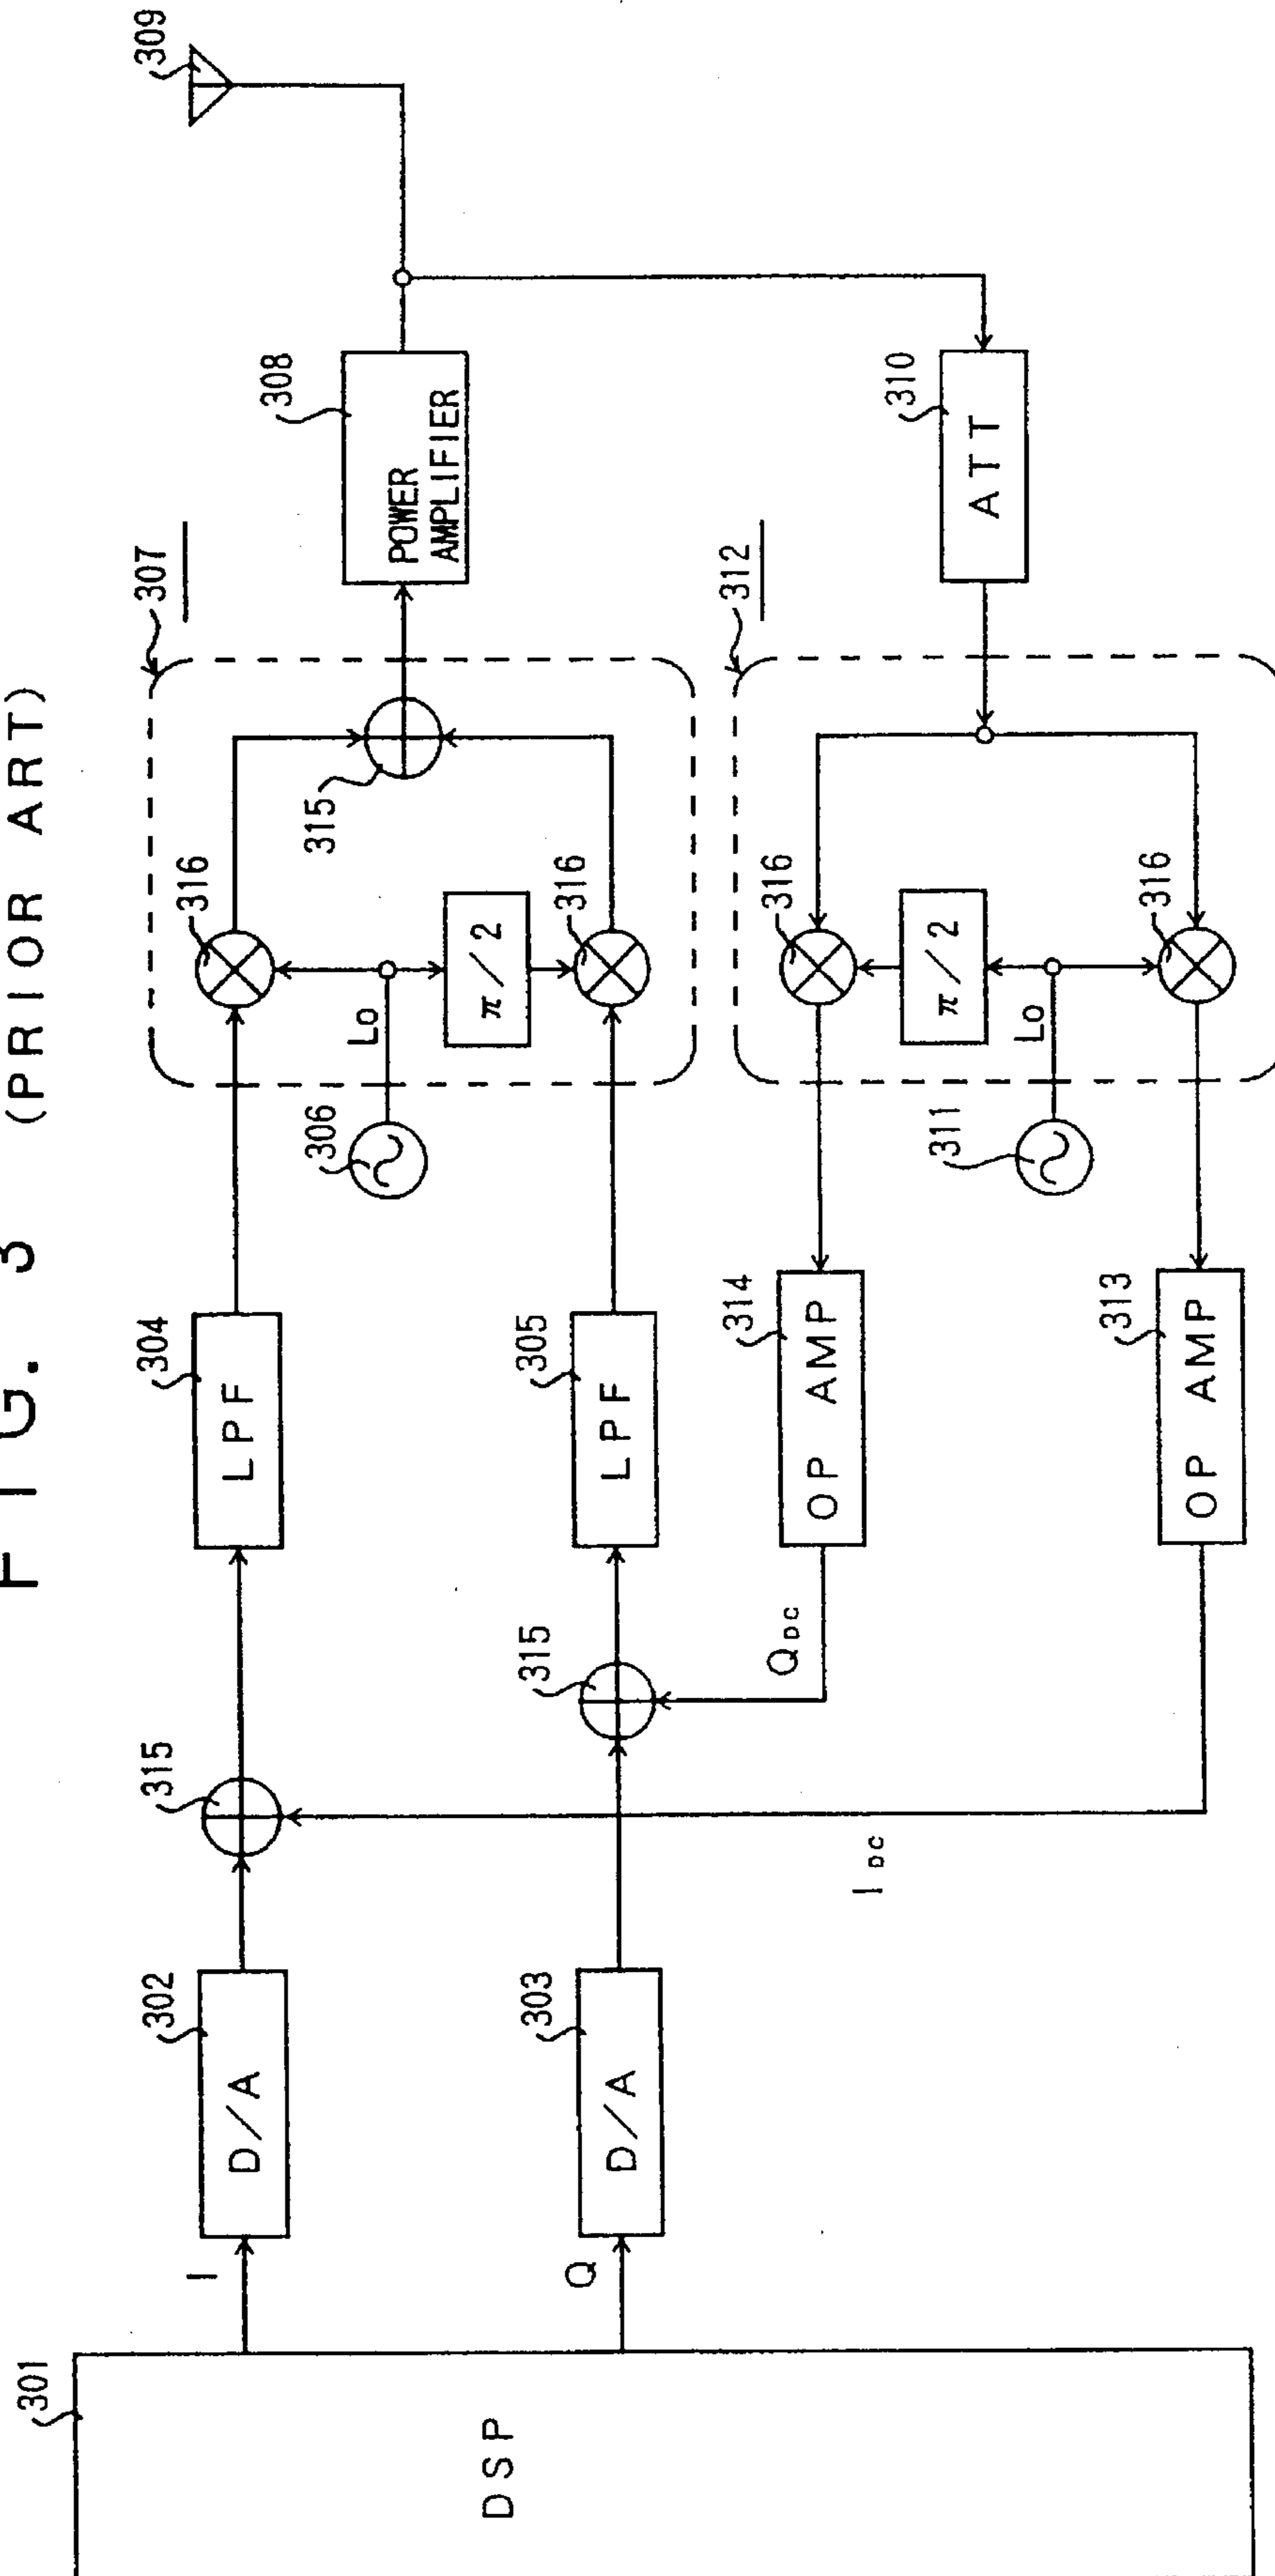 FIG. 3 (PRIOR ART)
301
DSP
I
302
D/A
315
304
LPF
316
307
309
Lo
306
π/2
315
308
POWER
AMPLIFIER
Q
303
D/A
315
305
LPF
316
QDC
314
OP AMP
316
312
310
ATT
π/2
Lo
311
IDC
313
OP AMP
316